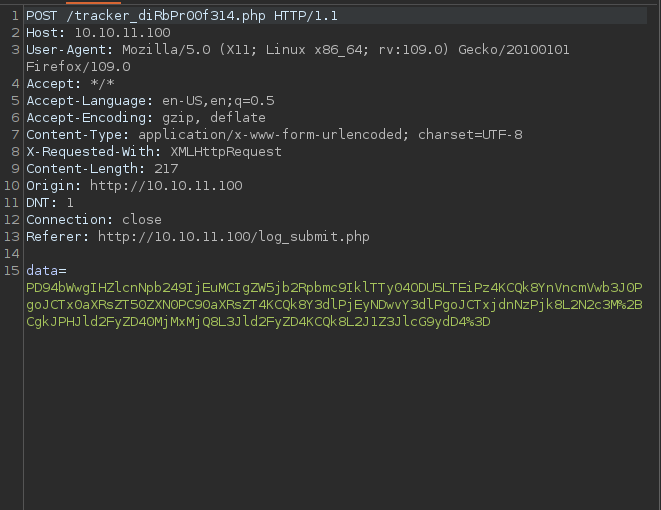 1 POST /tracker_diRbPr00f314.php HTTP/1.1
2 Host: 10.10.11.100
3 User-Agent: Mozilla/5.0 (X11; Linux x86_64; rv:109.0) Gecko/20100101
Firefox/109.0
4 Accept: */*
5 Accept-Language: en-US,en;q=0.5
6 Accept-Encoding: gzip, deflate
7 Content-Type: application/x-www-form-urlencoded; charset=UTF-8
8 X-Requested-With: XMLHttpRequest
9 Content-Length: 217
10 Origin: http://10.10.11.100
11 DNT: 1
12 Connection: close
13 Referer: http://10.10.11.100/log_submit.php
14
15 data=
PD94bWwgIHZlcnNpb249IjEuMCIgZW5jb2Rpbmc9IklTTy04ODU5LTEiPz4KCQk8YnVncmVwb3J0P
goJCTx0aXRsZT50ZXN0PC90aXRsZT4KCQk8Y3dlPjEyNDwvY3dlPgoJCTxjdnNzPjk8L2N2c3M%2B
CgkJPHJld2FyZD40MjMxMjQ8L3Jld2FyZD4KCQk8L2J1Z3JlcG9ydD4%3D